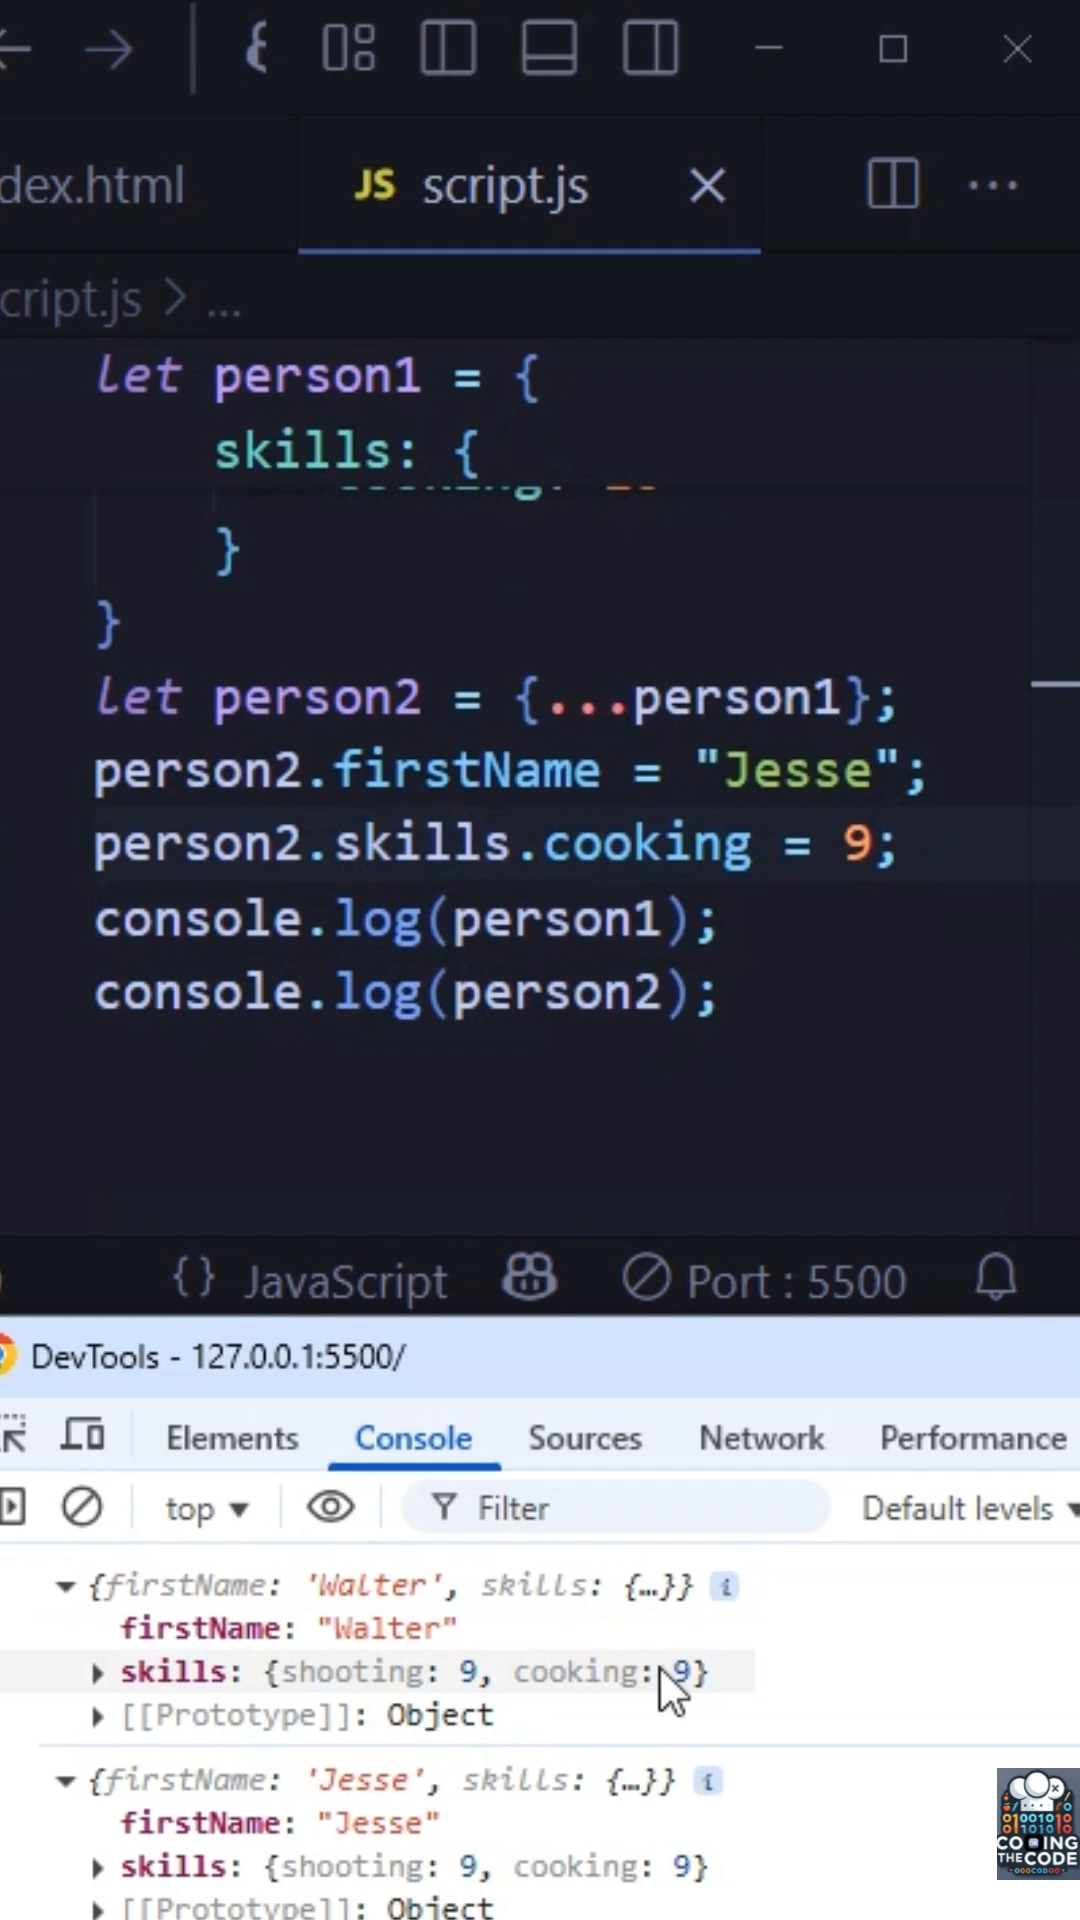 dex.html
JS script.js
cript.js > ...
let person1 = {
skills: {
}
}
let person2 = {...person1};
person2.firstName = "Jesse";
person2.skills.cooking = 9;
console.log(person1);
console.log(person2);
{} JavaScript Port : 5500
DevTools - 127.0.0.1:5500/
Elements Console Sources Network Performance
top Filter Default levels
{firstName: 'Walter', skills: {…}} i
firstName: "Walter"
skills: {shooting: 9, cooking: 9}
[[Prototype]]: Object
{firstName: 'Jesse', skills: {…}} i
firstName: "Jesse"
skills: {shooting: 9, cooking: 9}
[[Prototype]]: Object
THE CODE